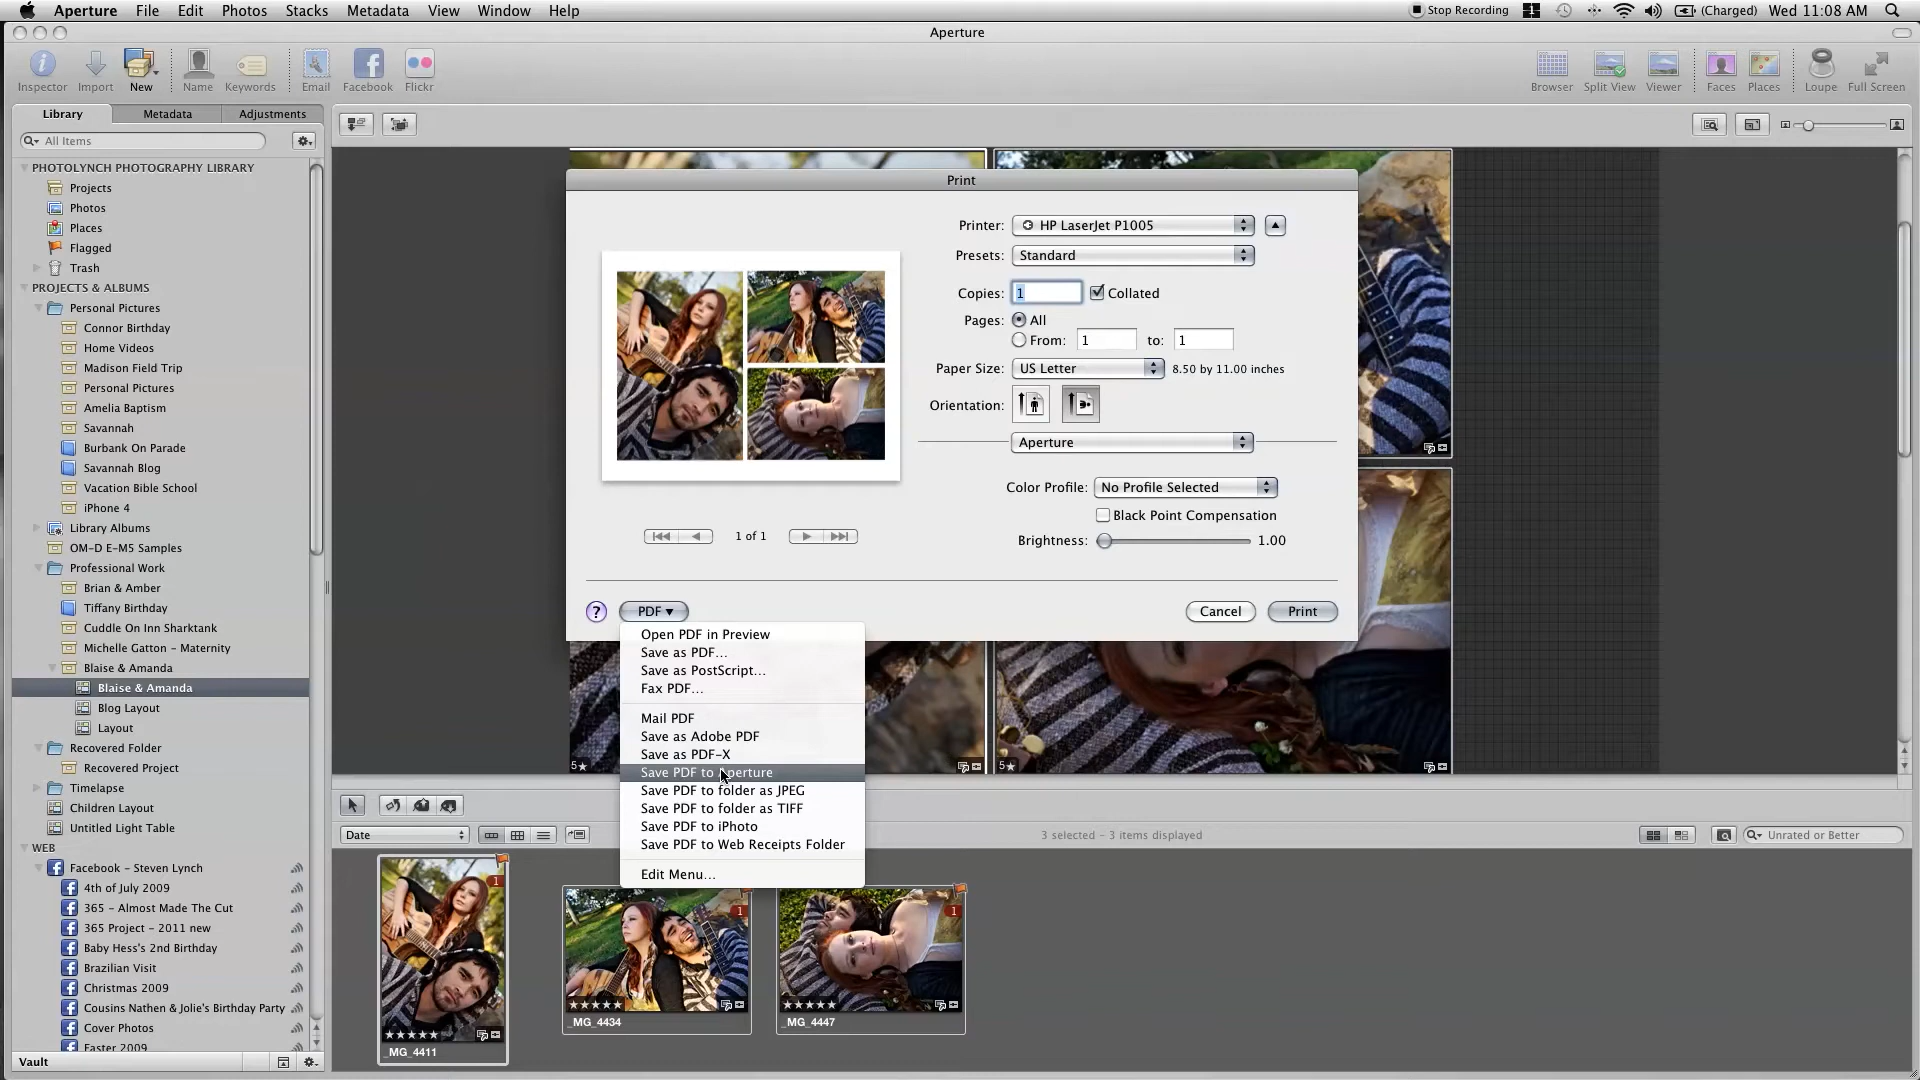 Aperture File Edit Photos Stacks Metadata View Window Help Stop Recording 1 (Charged) Wed 11:08 AM
Aperture
Inspector Import New Name Keywords Email Facebook Flickr Browser Split View Viewer Faces Places Loupe Full Screen
Library Metadata Adjustments
All Items
PHOTOLYNCH PHOTOGRAPHY LIBRARY
Projects
Photos
Places
Flagged
Trash
PROJECTS & ALBUMS
Personal Pictures
Connor Birthday
Home Videos
Madison Field Trip
Personal Pictures
Amelia Baptism
Savannah
Burbank On Parade
Savannah Blog
Vacation Bible School
iPhone 4
Library Albums
OM-D E-M5 Samples
Professional Work
Brian & Amber
Tiffany Birthday
Cuddle On Inn Sharktank
Michelle Gatton - Maternity
Blaise & Amanda
Blaise & Amanda
Blog Layout
Layout
Recovered Folder
Recovered Project
Timelapse
Children Layout
Untitled Light Table
WEB
Facebook - Steven Lynch
4th of July 2009
365 - Almost Made The Cut
365 Project - 2011 new
Baby Hess's 2nd Birthday
Brazilian Visit
Christmas 2009
Cousins Nathen & Jolie's Birthday Party
Cover Photos
Easter 2009
Vault
Print
Printer: HP LaserJet P1005
Presets: Standard
Copies: 1 Collated
Pages: All
From: 1 to: 1
Paper Size: US Letter 8.50 by 11.00 inches
Orientation:
Aperture
Color Profile: No Profile Selected
Black Point Compensation
Brightness: 1.00
1 of 1
? PDF▼ Cancel Print
Open PDF in Preview
Save as PDF…
Save as PostScript…
Fax PDF…
Mail PDF
Save as Adobe PDF
Save as PDF-X
Save PDF to Aperture
Save PDF to folder as JPEG
Save PDF to folder as TIFF
Save PDF to iPhoto
Save PDF to Web Receipts Folder
Edit Menu…
5★ 5★
Date 3 selected - 3 items displayed Unrated or Better
1 1 1
★★★★★ ★★★★★ ★★★★★
_MG_4411 _MG_4434 _MG_4447